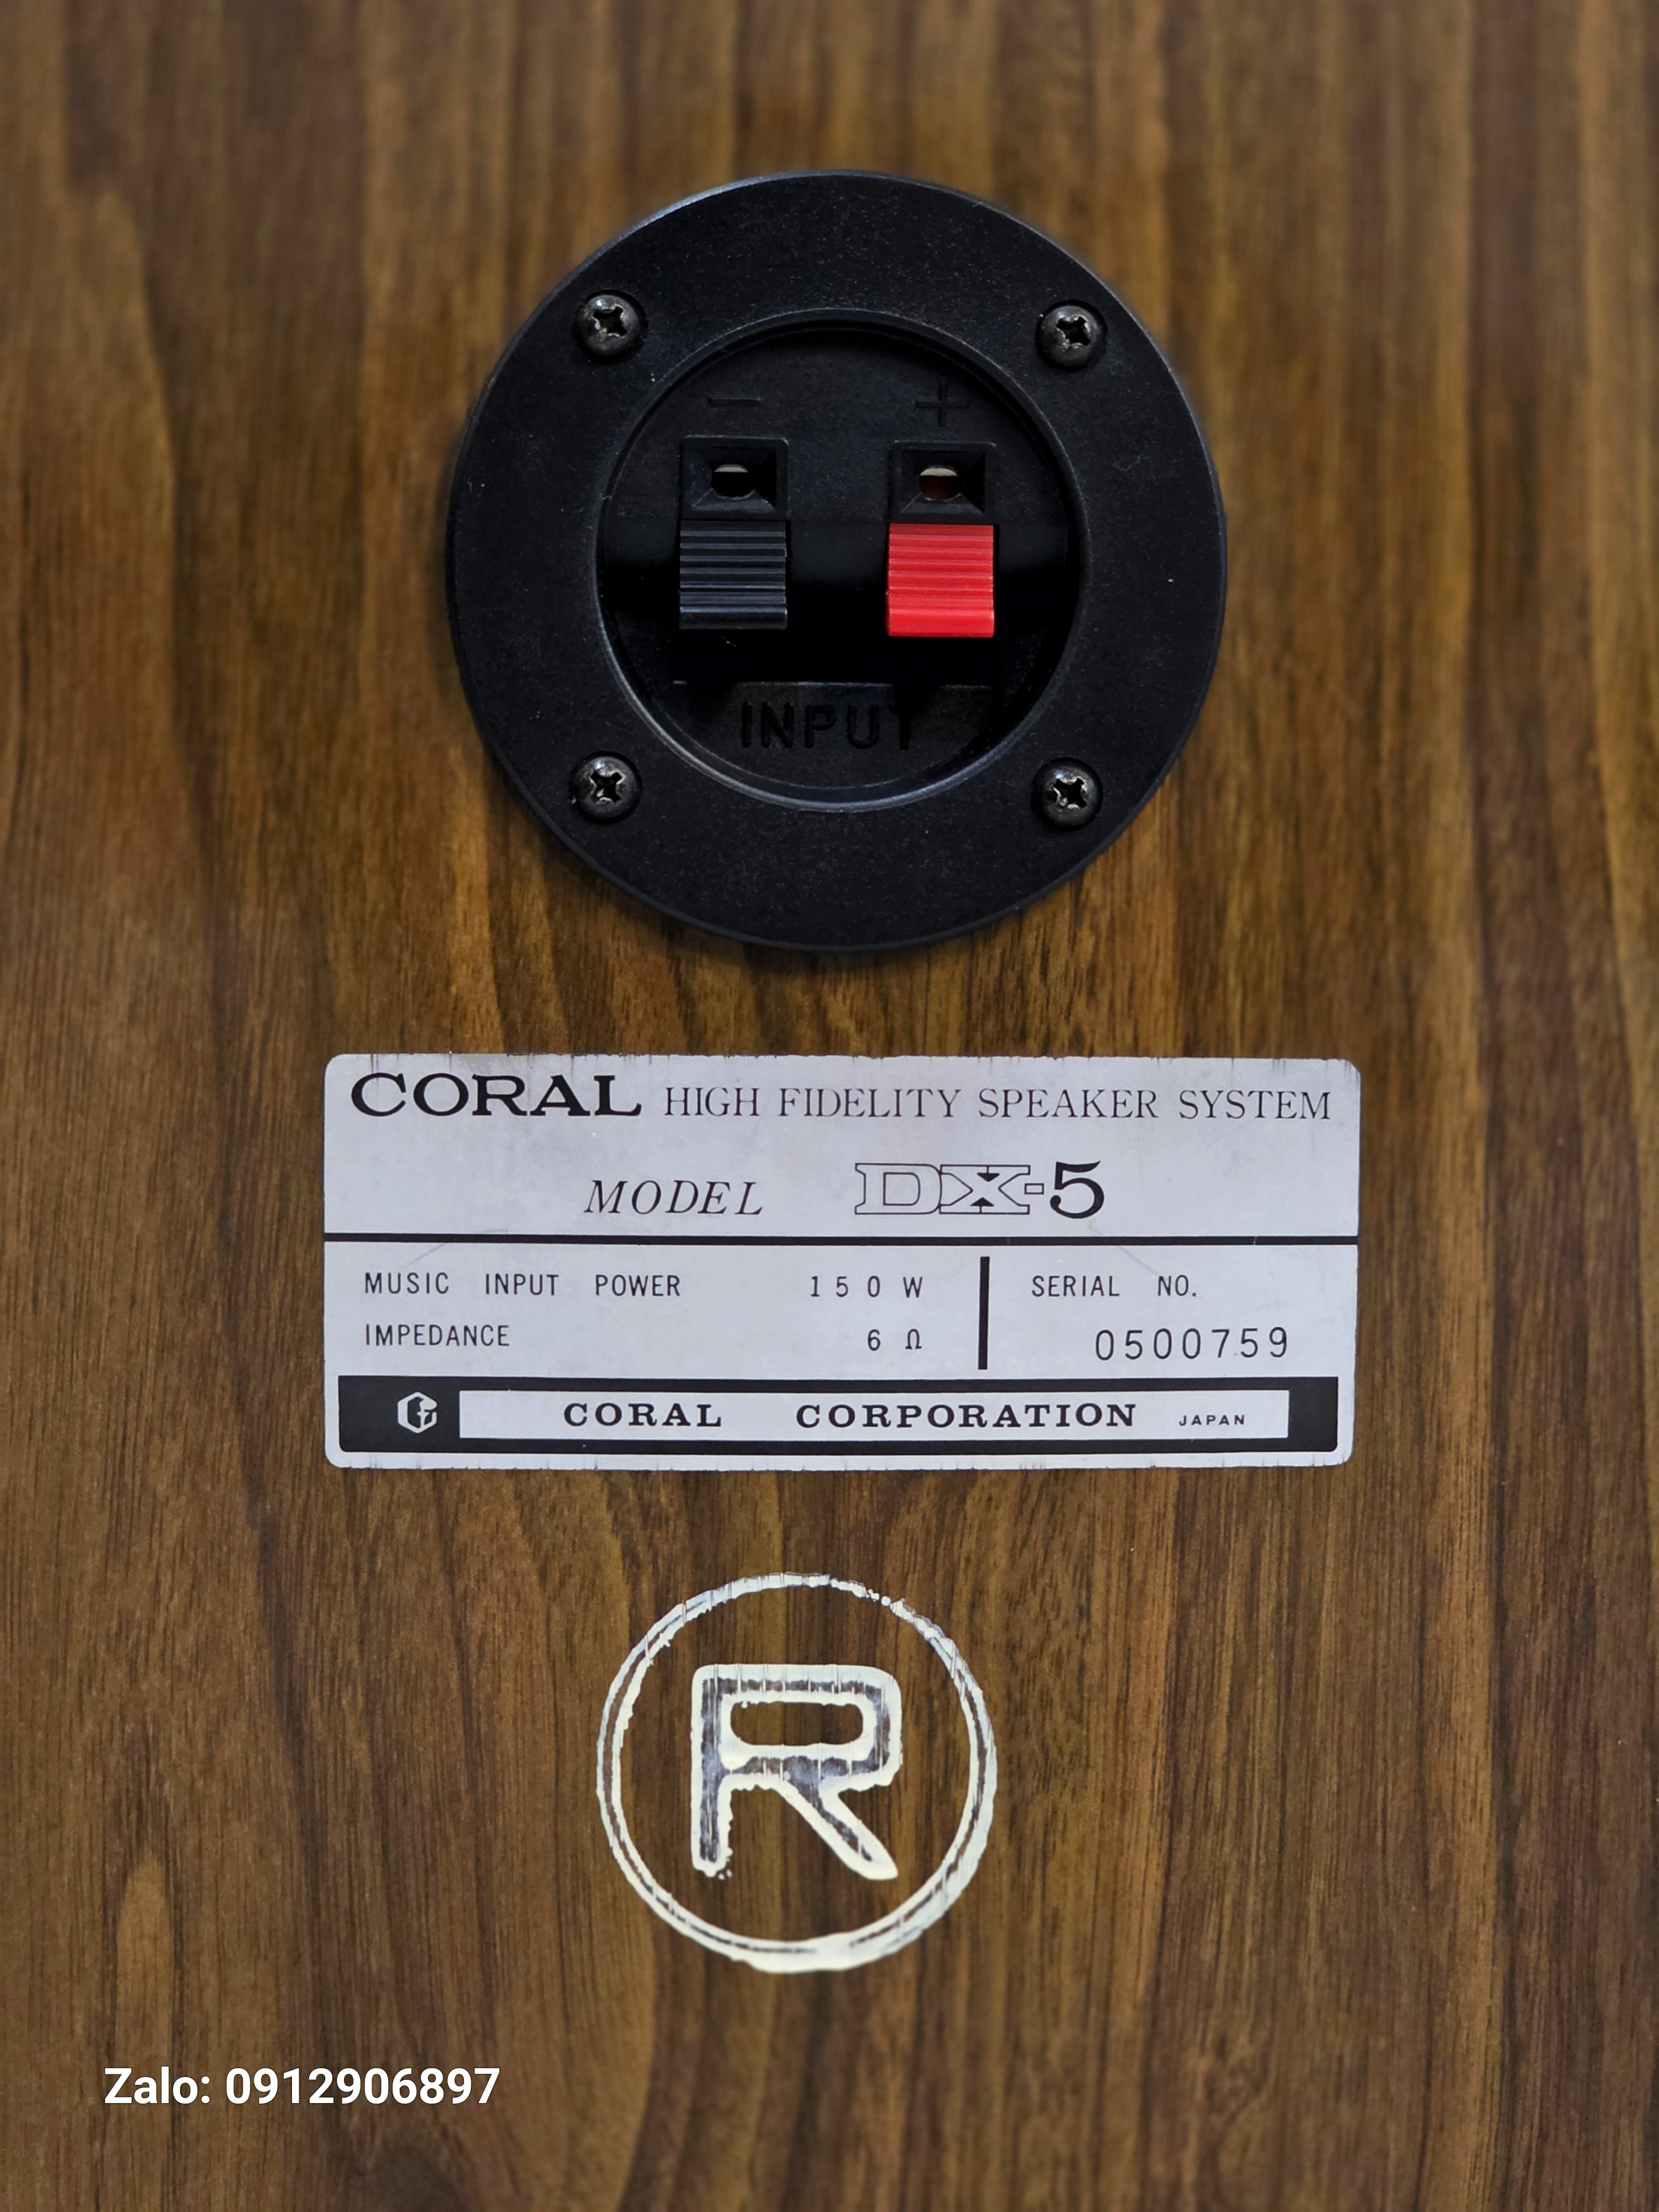 − +
INPUT
CORAL HIGH FIDELITY SPEAKER SYSTEM
MODEL DX-5
MUSIC INPUT POWER 150 W
SERIAL NO.
IMPEDANCE 6 Ω
0500759
CORAL CORPORATION JAPAN
R
Zalo: 0912906897